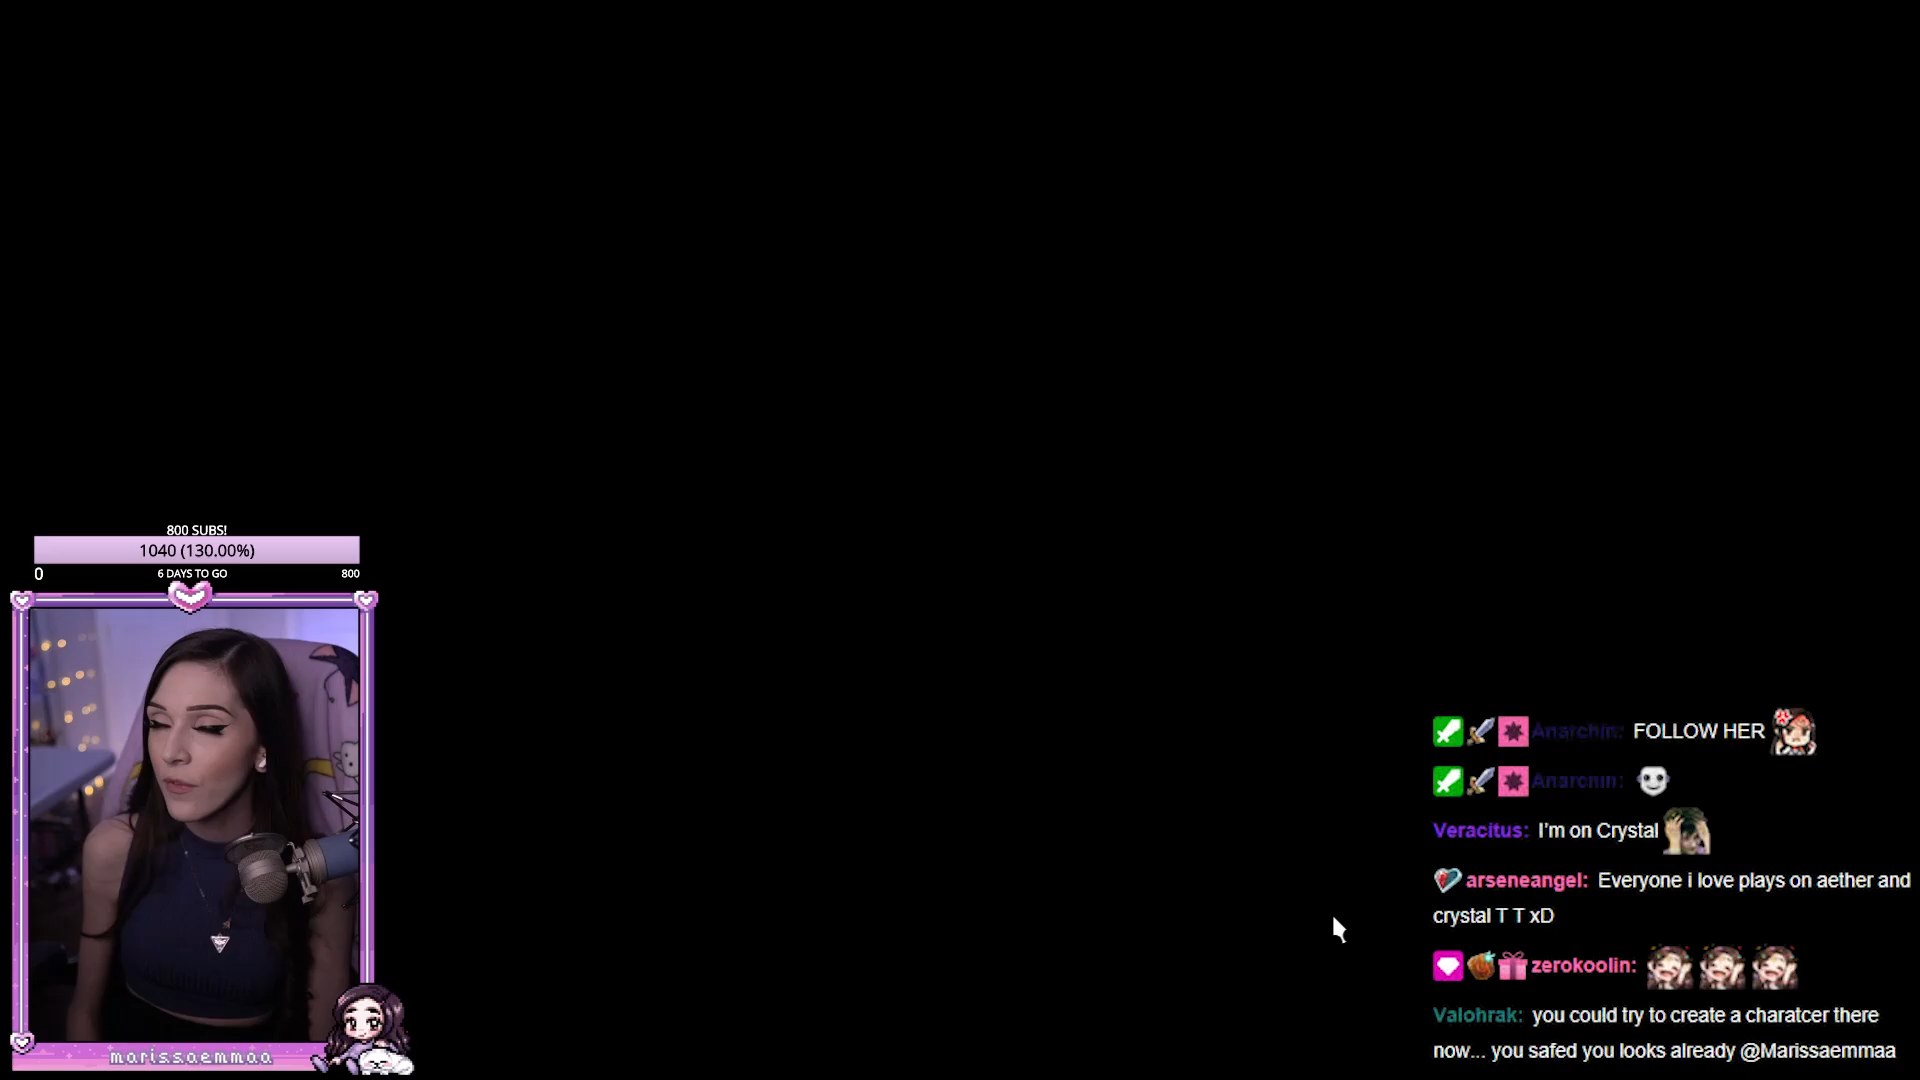 800 SUBS!
1040 (130.00%)
0 6 DAYS TO GO 800
marissaemmaa
Anarchin: FOLLOW HER
Anarchin:
Veracitus: I'm on Crystal
arseneangel: Everyone i love plays on aether and
crystal T T xD
zerokoolin:
Valohrak: you could try to create a charatcer there
now... you safed you looks already @Marissaemmaa